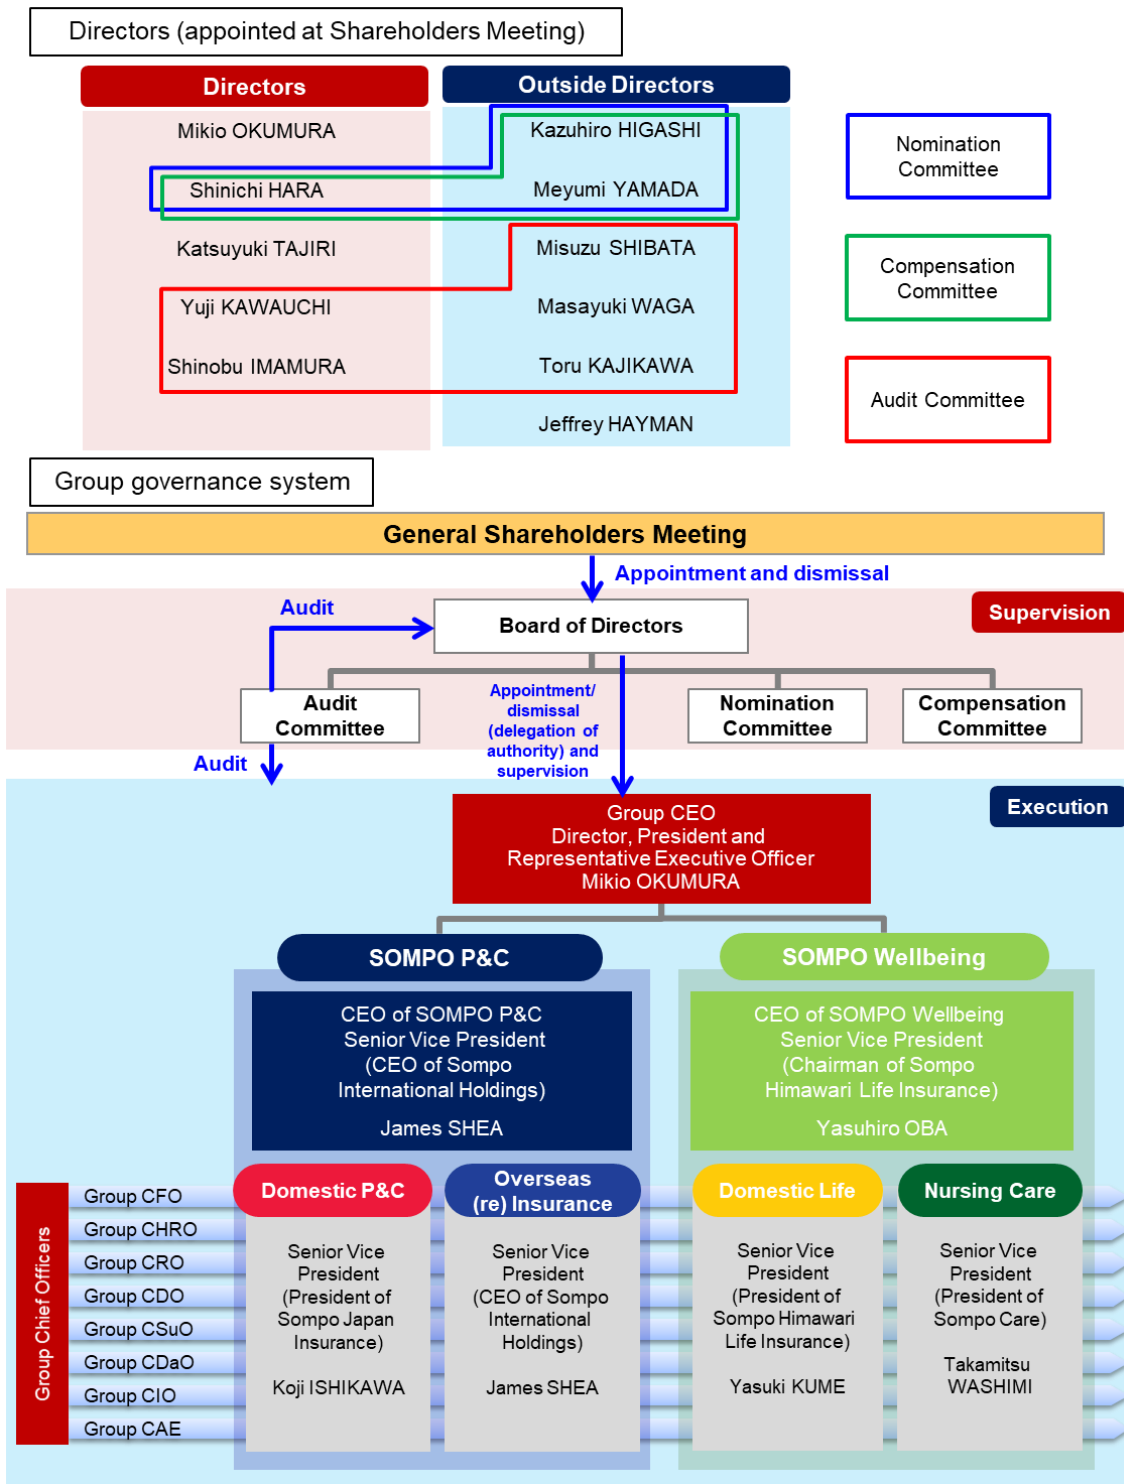 Directors (appointed at Shareholders Meeting)
Directors
Outside Directors
Mikio OKUMURA
Kazuhiro HIGASHI
Shinichi HARA
Meyumi YAMADA
Katsuyuki TAJIRI
Misuzu SHIBATA
Yuji KAWAUCHI
Masayuki WAGA
Shinobu IMAMURA
Toru KAJIKAWA
Jeffrey HAYMAN
Nomination
Committee
Compensation
Committee
Audit Committee
Group governance system
General Shareholders Meeting
Appointment and dismissal
Supervision
Audit
Board of Directors
Audit
Committee
Appointment/
dismissal
(delegation of
authority) and
supervision
Nomination
Committee
Compensation
Committee
Audit
Execution
Group CEO
Director, President and
Representative Executive Officer
Mikio OKUMURA
SOMPO P&C
SOMPO Wellbeing
CEO of SOMPO P&C
Senior Vice President
(CEO of Sompo
International Holdings)
James SHEA
CEO of SOMPO Wellbeing
Senior Vice President
(Chairman of Sompo
Himawari Life Insurance)
Yasuhiro OBA
Group Chief Officers
Group CFO
Group CHRO
Group CRO
Group CDO
Group CSuO
Group CDaO
Group CIO
Group CAE
Domestic P&C
Senior Vice
President
(President of
Sompo Japan
Insurance)
Koji ISHIKAWA
Overseas
(re) Insurance
Senior Vice
President
(CEO of Sompo
International
Holdings)
James SHEA
Domestic Life
Senior Vice
President
(President of
Sompo Himawari
Life Insurance)
Yasuki KUME
Nursing Care
Senior Vice
President
(President of
Sompo Care)
Takamitsu
WASHIMI